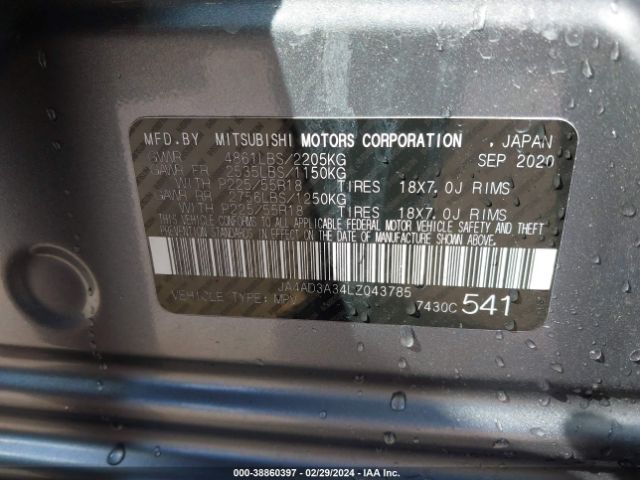 MFD.BY MITSUBISHI MOTORS CORPORATION , JAPAN
GVWR 4861LBS/2205KG SEP 2020
GAWR FR 2535LBS/1150KG
WITH P225/55R18 TIRES 18X7.0J RIMS
GAWR RR 2756LBS/1250KG
WITH P225/55R18 TIRES 18X7.0J RIMS
THIS VEHICLE CONFORMS TO ALL APPLICABLE FEDERAL MOTOR VEHICLE SAFETY AND THEFT
PREVENTION STANDARDS IN EFFECT ON THE DATE OF MANUFACTURE SHOWN ABOVE.
JA4AD3A34LZ043785
VEHICLE TYPE: MPV 7430C 541
000-38860397 - 02/29/2024 - IAA Inc.